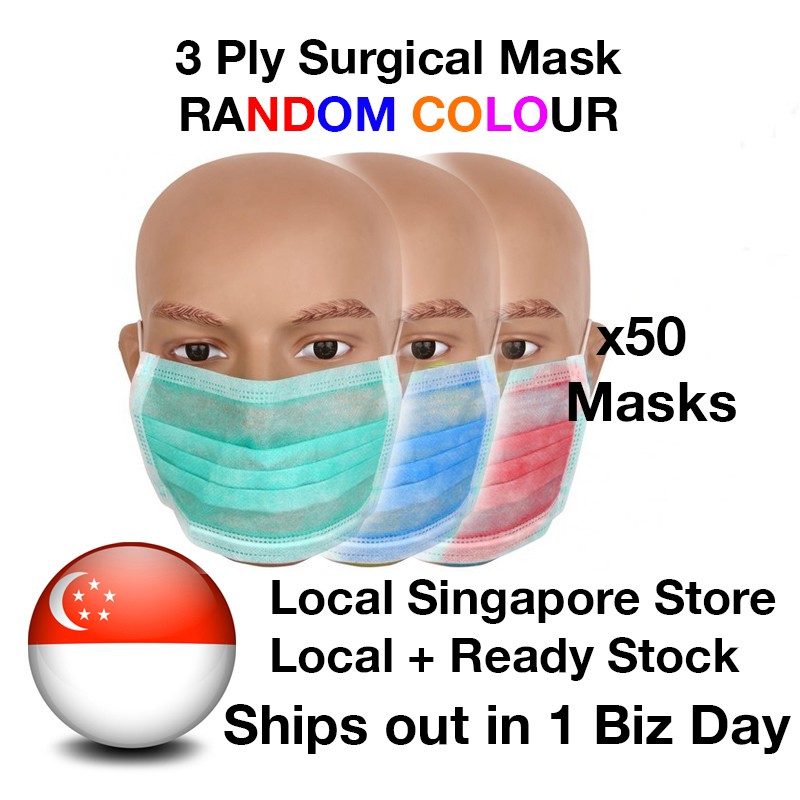 3 Ply Surgical Mask
RANDOM COLOUR
x50
Masks
Local Singapore Store
Local + Ready Stock
Ships out in 1 Biz Day